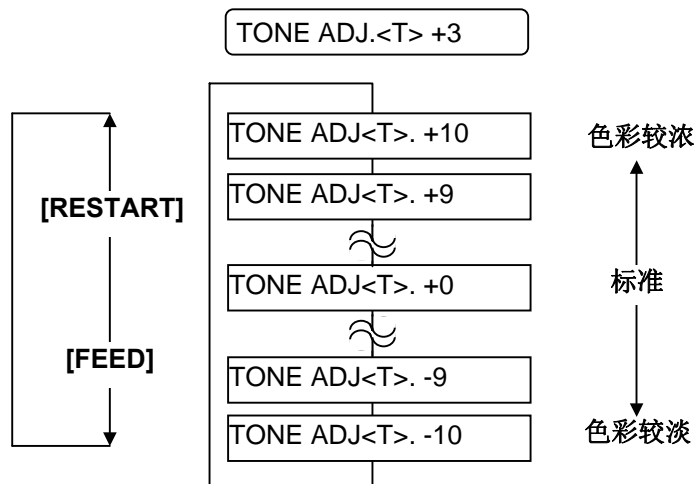 TONE ADJ.<T> +3
TONE ADJ<T>. +10
色彩较浓
[RESTART]
TONE ADJ<T>. +9
TONE ADJ<T>. +0
标准
[FEED]
TONE ADJ<T>. -9
TONE ADJ<T>. -10
色彩较淡